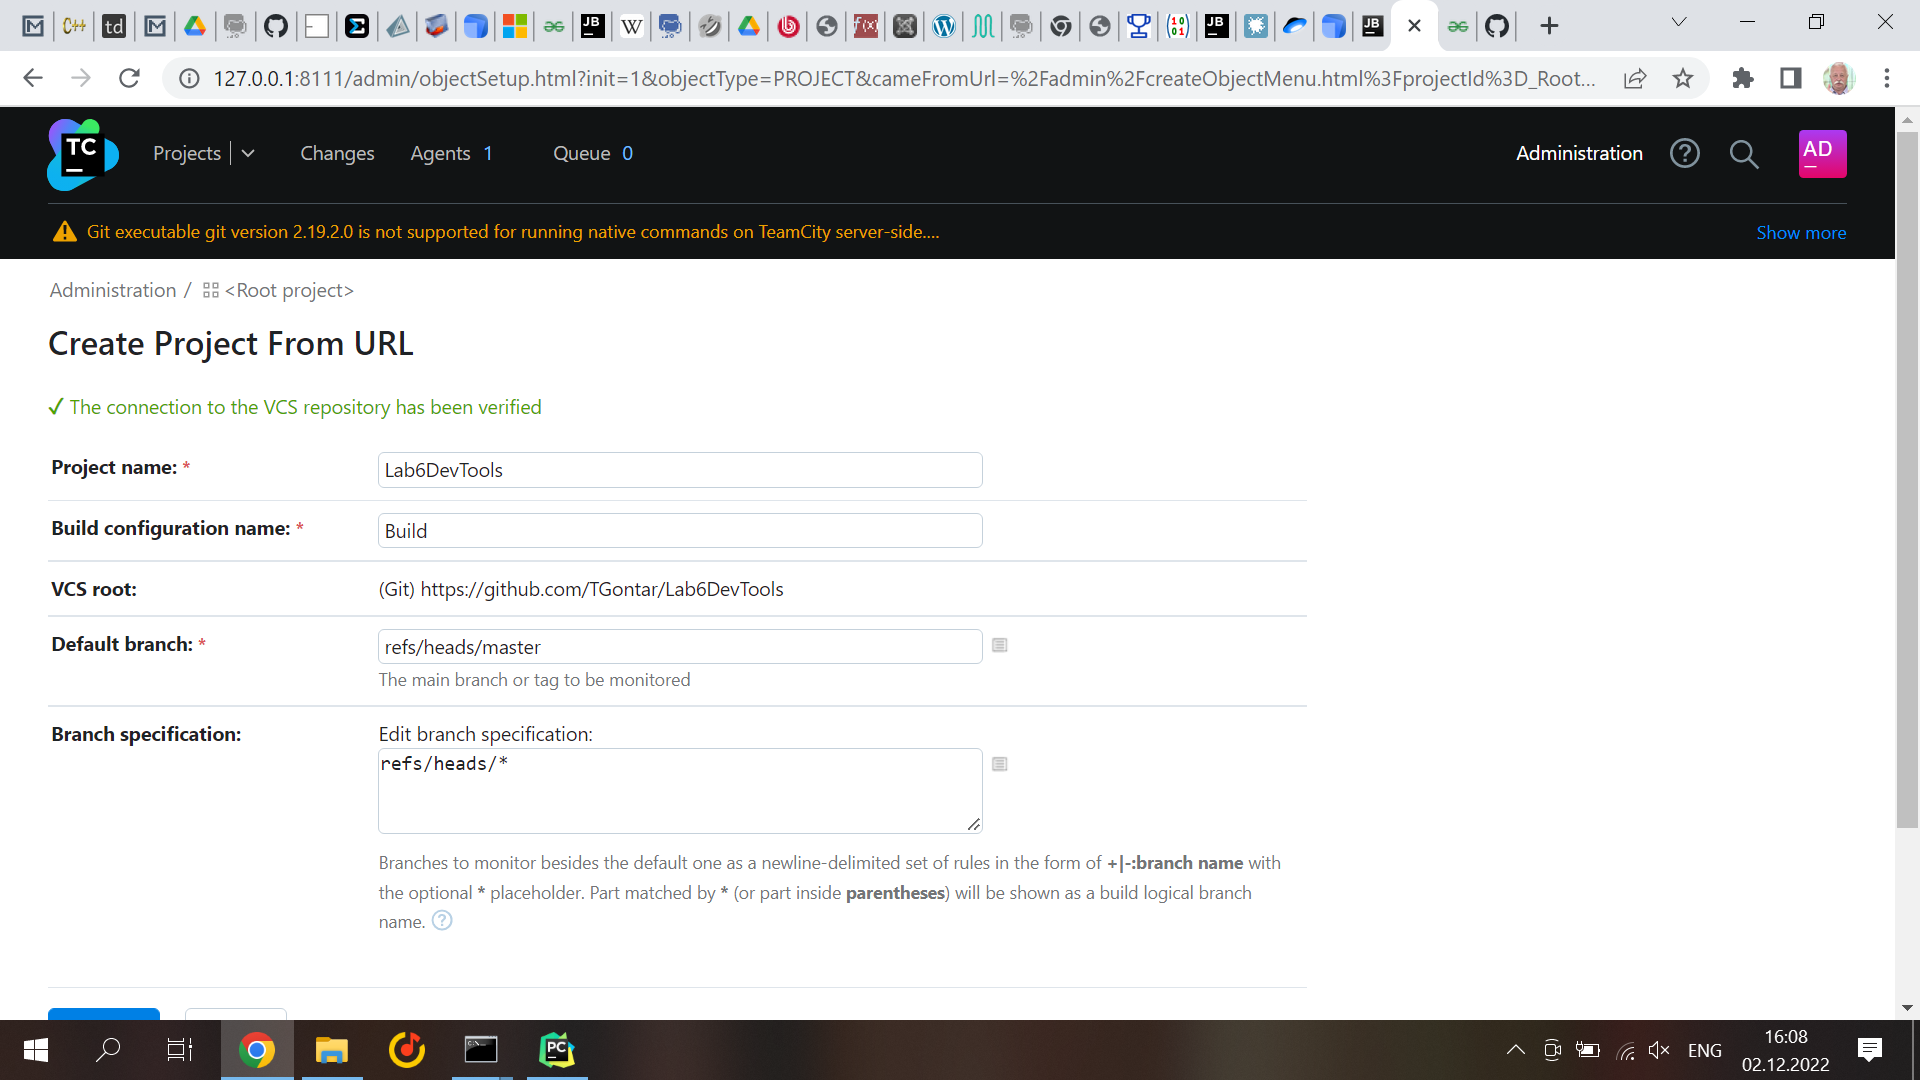 127.0.0.1:8111/admin/objectSetup.html?init=1&objectType=PROJECT&cameFromUrl=%2Fadmin%2FcreateObjectMenu.html%3FprojectId%3D_Root...
TC
Projects
Changes
Agents 1
Queue 0
Administration
AD
Git executable git version 2.19.2.0 is not supported for running native commands on TeamCity server-side....
Show more
Administration / <Root project>
Create Project From URL
The connection to the VCS repository has been verified
Project name: * Lab6DevTools
Build configuration name: * Build
VCS root: (Git) https://github.com/TGontar/Lab6DevTools
Default branch: * refs/heads/master
The main branch or tag to be monitored
Branch specification: Edit branch specification:
refs/heads/*
Branches to monitor besides the default one as a newline-delimited set of rules in the form of +|-:branch name with
the optional * placeholder. Part matched by * (or part inside parentheses) will be shown as a build logical branch
name.
PC
ENG
16:08
02.12.2022